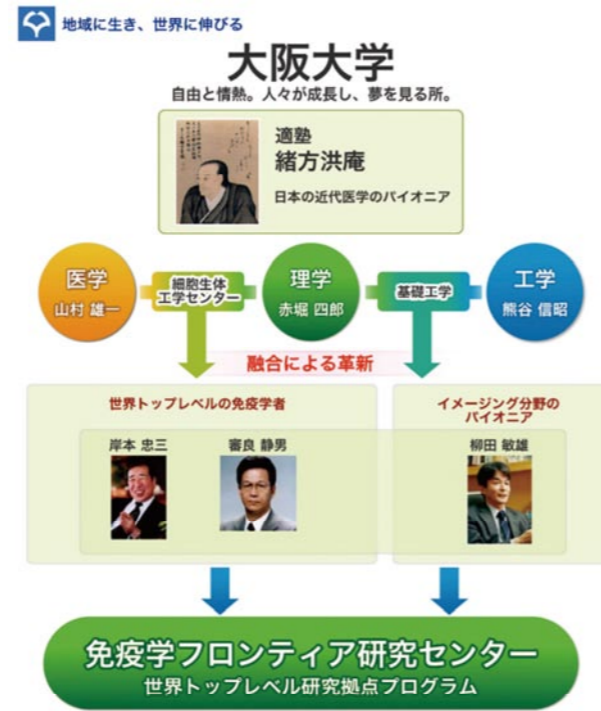 地域に生き、世界に伸びる
大阪大学
自由と情熱。人々が成長し、夢を見る所。
適塾
緒方洪庵
日本の近代医学のパイオニア
医学
山村 雄一
細胞生体
工学センター
理学
赤堀 四郎
基礎工学
工学
熊谷 信昭
融合による革新
世界トップレベルの免疫学者
イメージング分野の
パイオニア
岸本 忠三
審良 静男
柳田 敏雄
免疫学フロンティア研究センター
世界トップレベル研究拠点プログラム